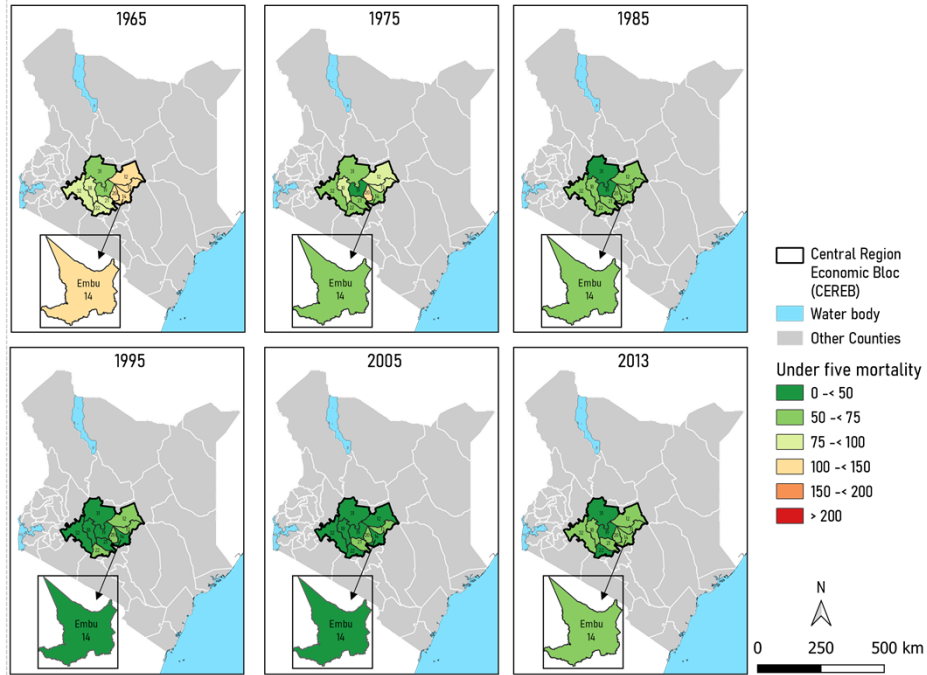 1965
1975
1985
Embu
14
Embu
14
Embu
14
Central Region
Economic Bloc
(CEREB)
Water body
Other Counties
1995
2005
2013
Under five mortality
0 -< 50
50 -< 75
75 -< 100
100 -< 150
150 -< 200
> 200
Embu
14
Embu
14
Embu
14
N
0 250 500 km